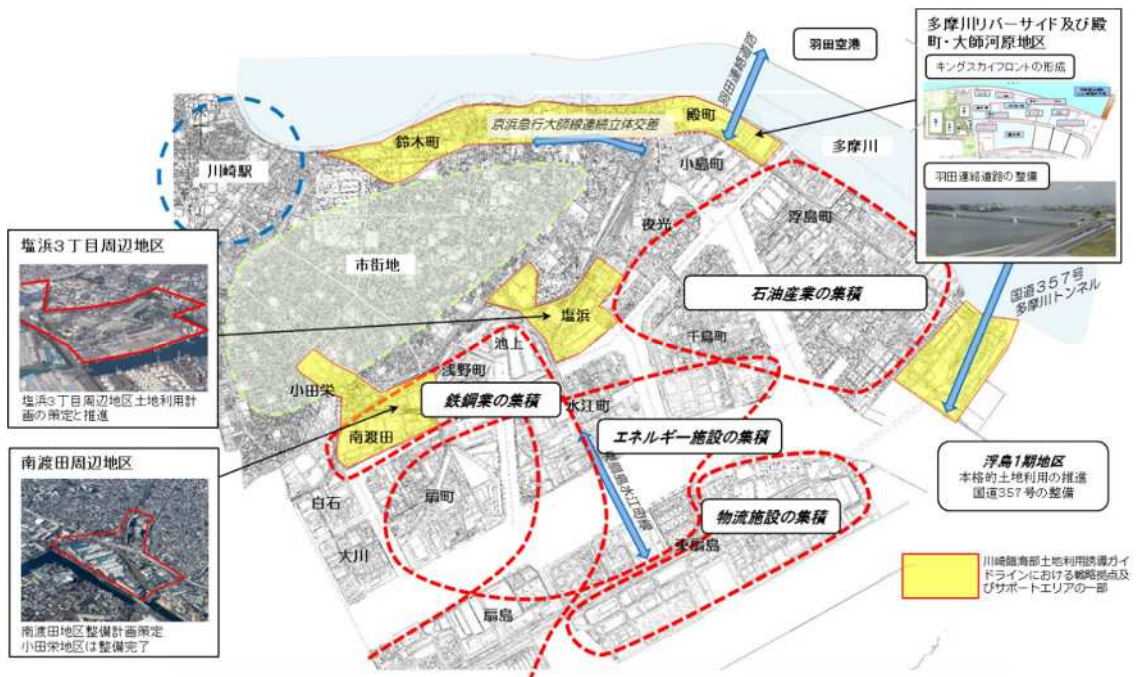 多摩川リバーサイド及び殿
町・大師河原地区
キングスカイフロントの形成
羽田連絡道路の整備
羽田空港
羽田連絡道路
京浜急行大師線連続立体交差
殿町
鈴木町
川崎駅
小島町
多摩川
浮島町
夜光
市街地
塩浜3丁目周辺地区
塩浜3丁目周辺地区土地利用計
画の策定と推進
石油産業の集積
国道357号
多摩川トンネル
塩浜
池上
千鳥町
浅野町
小田栄
鉄鋼業の集積
水江町
エネルギー施設の集積
南渡田
南渡田周辺地区
南渡田地区整備計画策定
小田栄地区は整備完了
浮島1期地区
本格的土地利用の推進
国道357号の整備
白石
扇町
大川
物流施設の集積
東扇島
扇島
川崎臨海部土地利用誘導ガイ
ドラインにおける戦略拠点及
びサポートエリアの一部